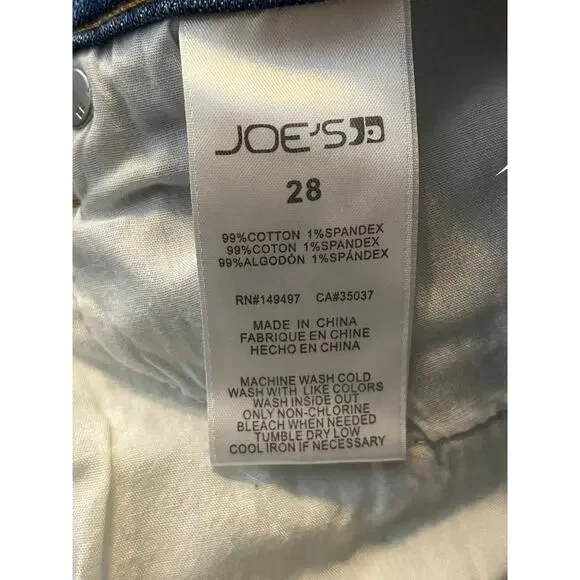 JOE'S
28
99%COTTON 1%SPANDEX
99%COTON 1%SPANDEX
99%ALGODÓN 1%SPÁNDEX
RN#149497 CA#35037
MADE IN CHINA
FABRIQUE EN CHINE
HECHO EN CHINA
MACHINE WASH COLD
WASH WITH LIKE COLORS
WASH INSIDE OUT
ONLY NON-CHLORINE
BLEACH WHEN NEEDED
TUMBLE DRY LOW
COOL IRON IF NECESSARY